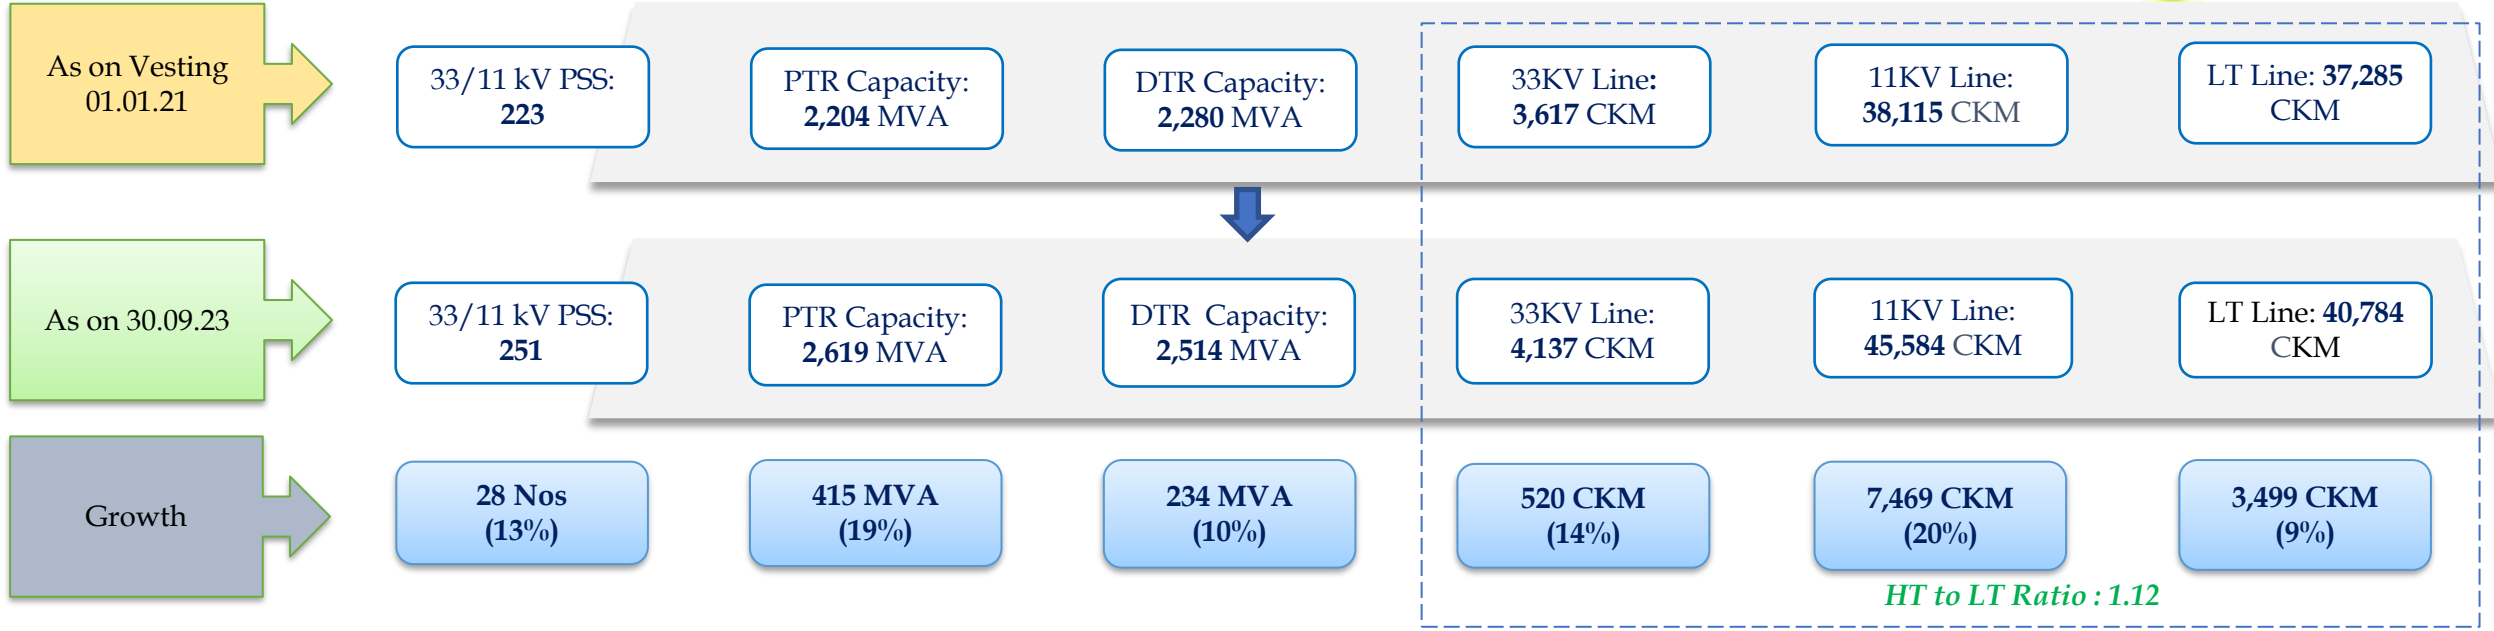 As on Vesting
01.01.21
33/11 kV PSS:
223
PTR Capacity:
2,204 MVA
DTR Capacity:
2,280 MVA
33KV Line:
3,617 CKM
11KV Line:
38,115 CKM
LT Line: 37,285
CKM
As on 30.09.23
33/11 kV PSS:
251
PTR Capacity:
2,619 MVA
DTR Capacity:
2,514 MVA
33KV Line:
4,137 CKM
11KV Line:
45,584 CKM
LT Line: 40,784
CKM
Growth
28 Nos
(13%)
415 MVA
(19%)
234 MVA
(10%)
520 CKM
(14%)
7,469 CKM
(20%)
3,499 CKM
(9%)
HT to LT Ratio : 1.12